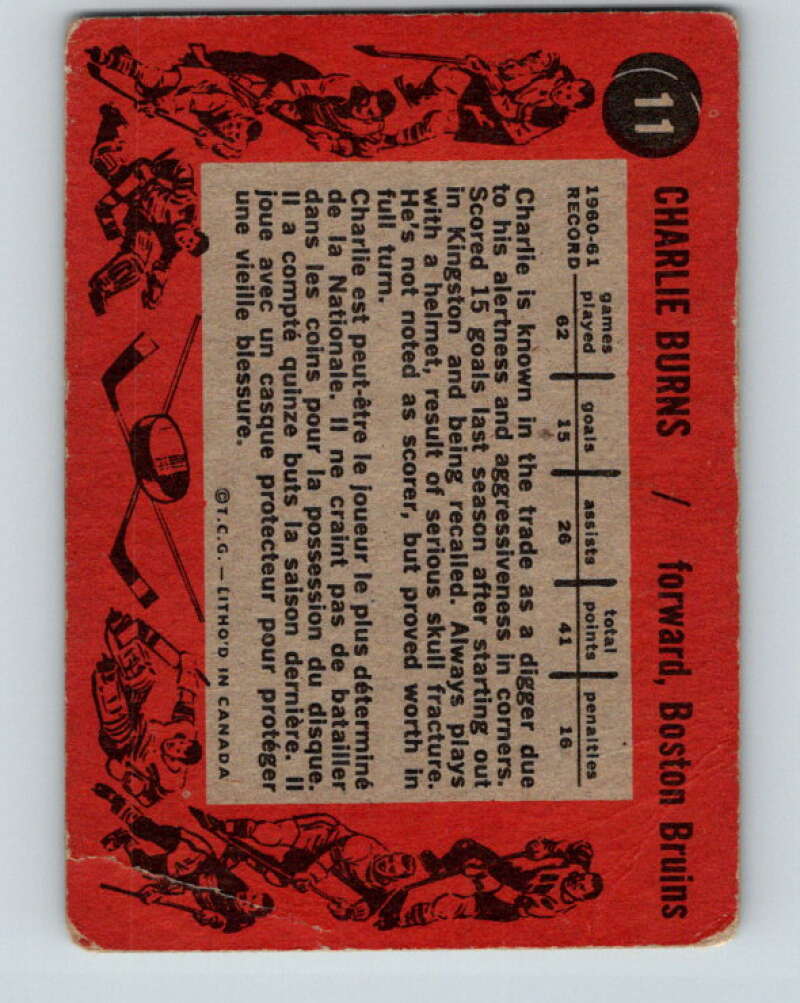 11
CHARLIE BURNS / forward, Boston Bruins
1960-61 RECORD
games played goals assists total points penalties
62 15 26 41 16
Charlie is known in the trade as a digger due
to his alertness and aggressiveness in corners.
Scored 15 goals last season after starting out
in Kingston and being recalled. Always plays
with a helmet, result of serious skull fracture.
He's not noted as scorer, but proved worth in
full turn.
Charlie est peut-être le joueur le plus déterminé
de la Nationale. Il ne craint pas de batailler
dans les coins pour la possession du disque.
Il a compté quinze buts la saison dernière. Il
joue avec un casque protecteur pour protéger
une vieille blessure.
©T.C.G. — LITHO'D IN CANADA